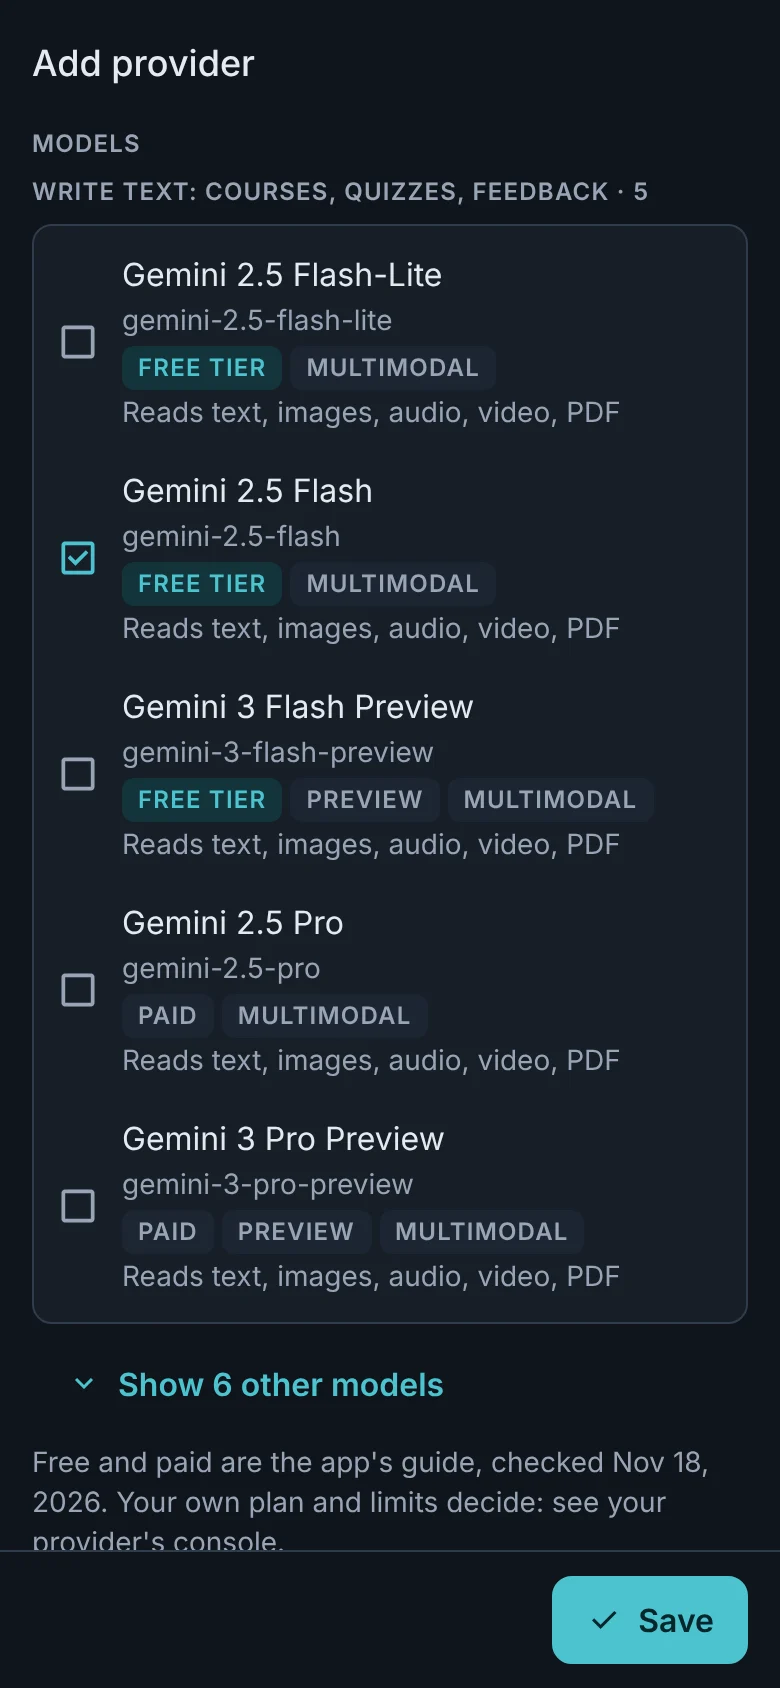 Add provider
MODELS
WRITE TEXT: COURSES, QUIZZES, FEEDBACK · 5
Gemini 2.5 Flash-Lite
gemini-2.5-flash-lite
FREE TIER MULTIMODAL
Reads text, images, audio, video, PDF
Gemini 2.5 Flash
gemini-2.5-flash
FREE TIER MULTIMODAL
Reads text, images, audio, video, PDF
Gemini 3 Flash Preview
gemini-3-flash-preview
FREE TIER PREVIEW MULTIMODAL
Reads text, images, audio, video, PDF
Gemini 2.5 Pro
gemini-2.5-pro
PAID MULTIMODAL
Reads text, images, audio, video, PDF
Gemini 3 Pro Preview
gemini-3-pro-preview
PAID PREVIEW MULTIMODAL
Reads text, images, audio, video, PDF
Show 6 other models
Free and paid are the app's guide, checked Nov 18,
2026. Your own plan and limits decide: see your
provider's console.
Save